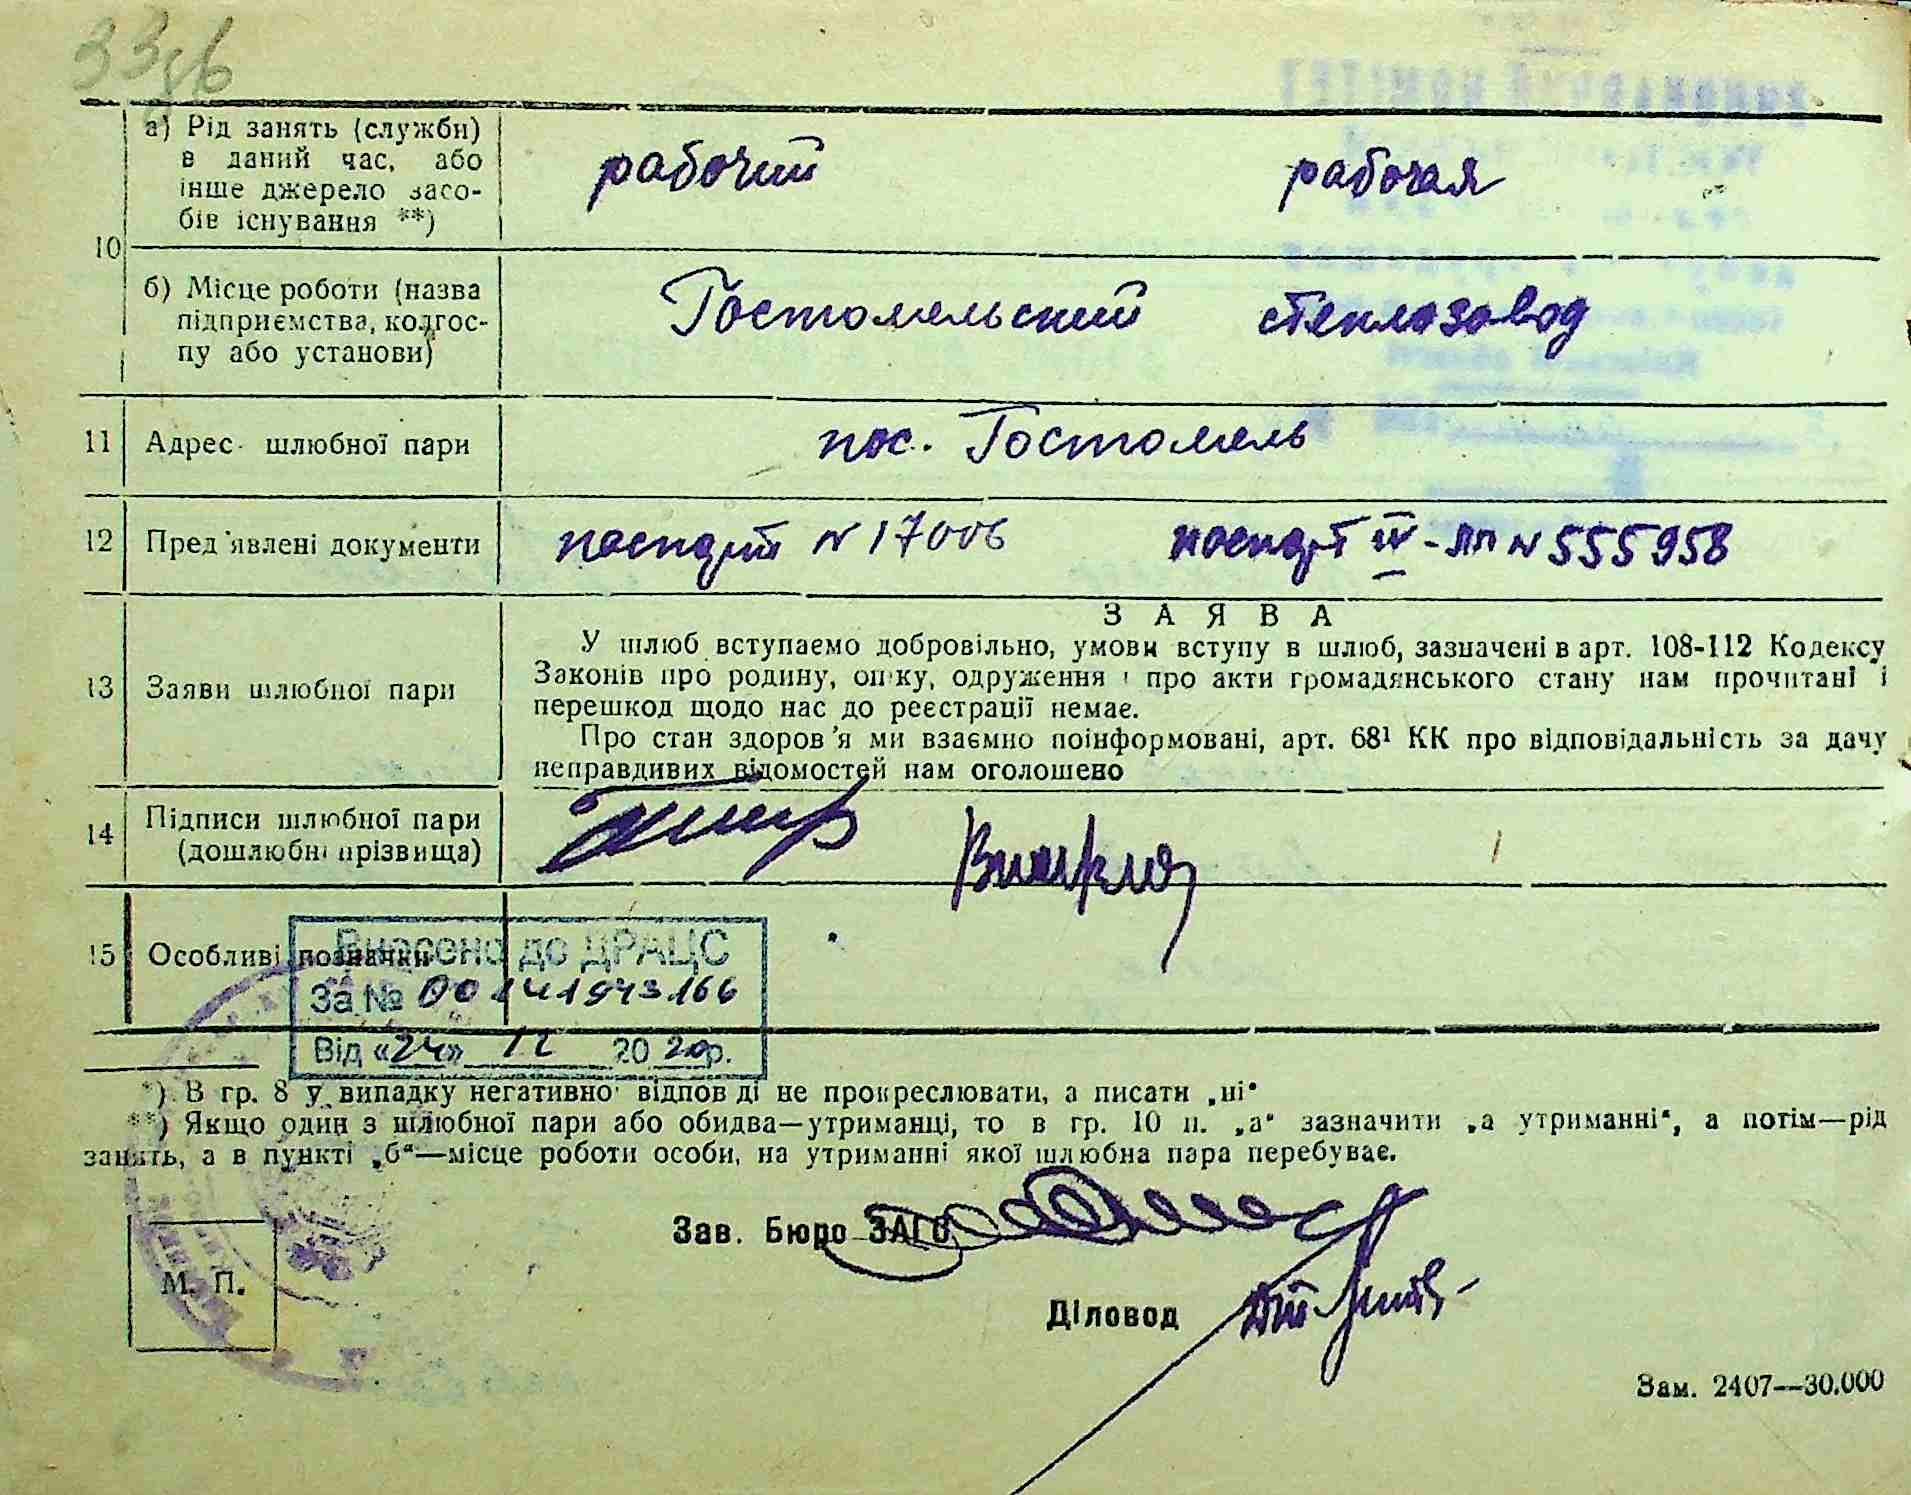 33
10
а) Рід занять (служби)
в даний час, або
інше джерело засо-
бів існування **)
рабочий рабочая
б) Місце роботи (назва
підприємства, колгос-
пу або установи)
Гостомельский стеклозавод
11 Адрес шлюбної пари пос. Гостомель
12 Пред'явлені документи паспорт N 17006 паспорт III-ЛП N 555958
З А Я В А
13 Заяви шлюбної пари
У шлюб вступаємо добровільно, умови вступу в шлюб, зазначені в арт. 108-112 Кодексу
Законів про родину, опіку, одруження і про акти громадянського стану нам прочитані і
перешкод щодо нас до реєстрації немає.
Про стан здоров'я ми взаємно поінформовані, арт. 68¹ КК про відповідальність за дачу
неправдивих відомостей нам оголошено
14 Підписи шлюбної пари
(дошлюбні прізвища)
15 Особливі позначки
Внесено до ДРАЦС
За № 00141943166
Від «24» 12 2020р.
*) В гр. 8 у випадку негативної відповіді не прокреслювати, а писати „ні"
**) Якщо один з шлюбної пари або обидва—утриманці, то в гр. 10 п. „а" зазначити „а утриманні", а потім—рід
занять, а в пункті „б"—місце роботи особи, на утриманні якої шлюбна пара перебуває.
Зав. Бюро ЗАГС
М. П.
Діловод
Зам. 2407—30.000